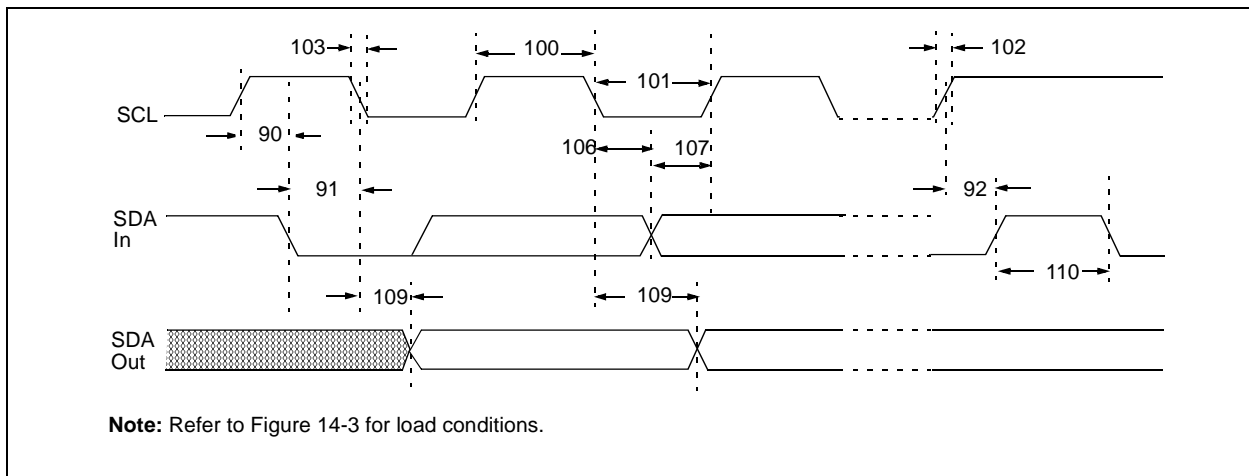 103
100
102
101
SCL
90
106
107
91
92
SDA
In
110
109
109
SDA
Out
Note: Refer to Figure 14-3 for load conditions.